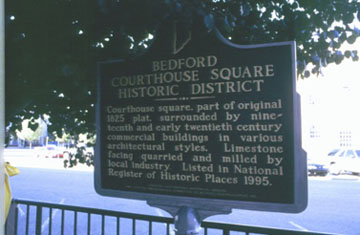 BEDFORD
COURTHOUSE SQUARE
HISTORIC DISTRICT
Courthouse square, part of original
1825 plat, surrounded by nine-
teenth and early twentieth century
commercial buildings in various
architectural styles. Limestone
facing quarried and milled by
local industry. Listed in National
Register of Historic Places 1995.